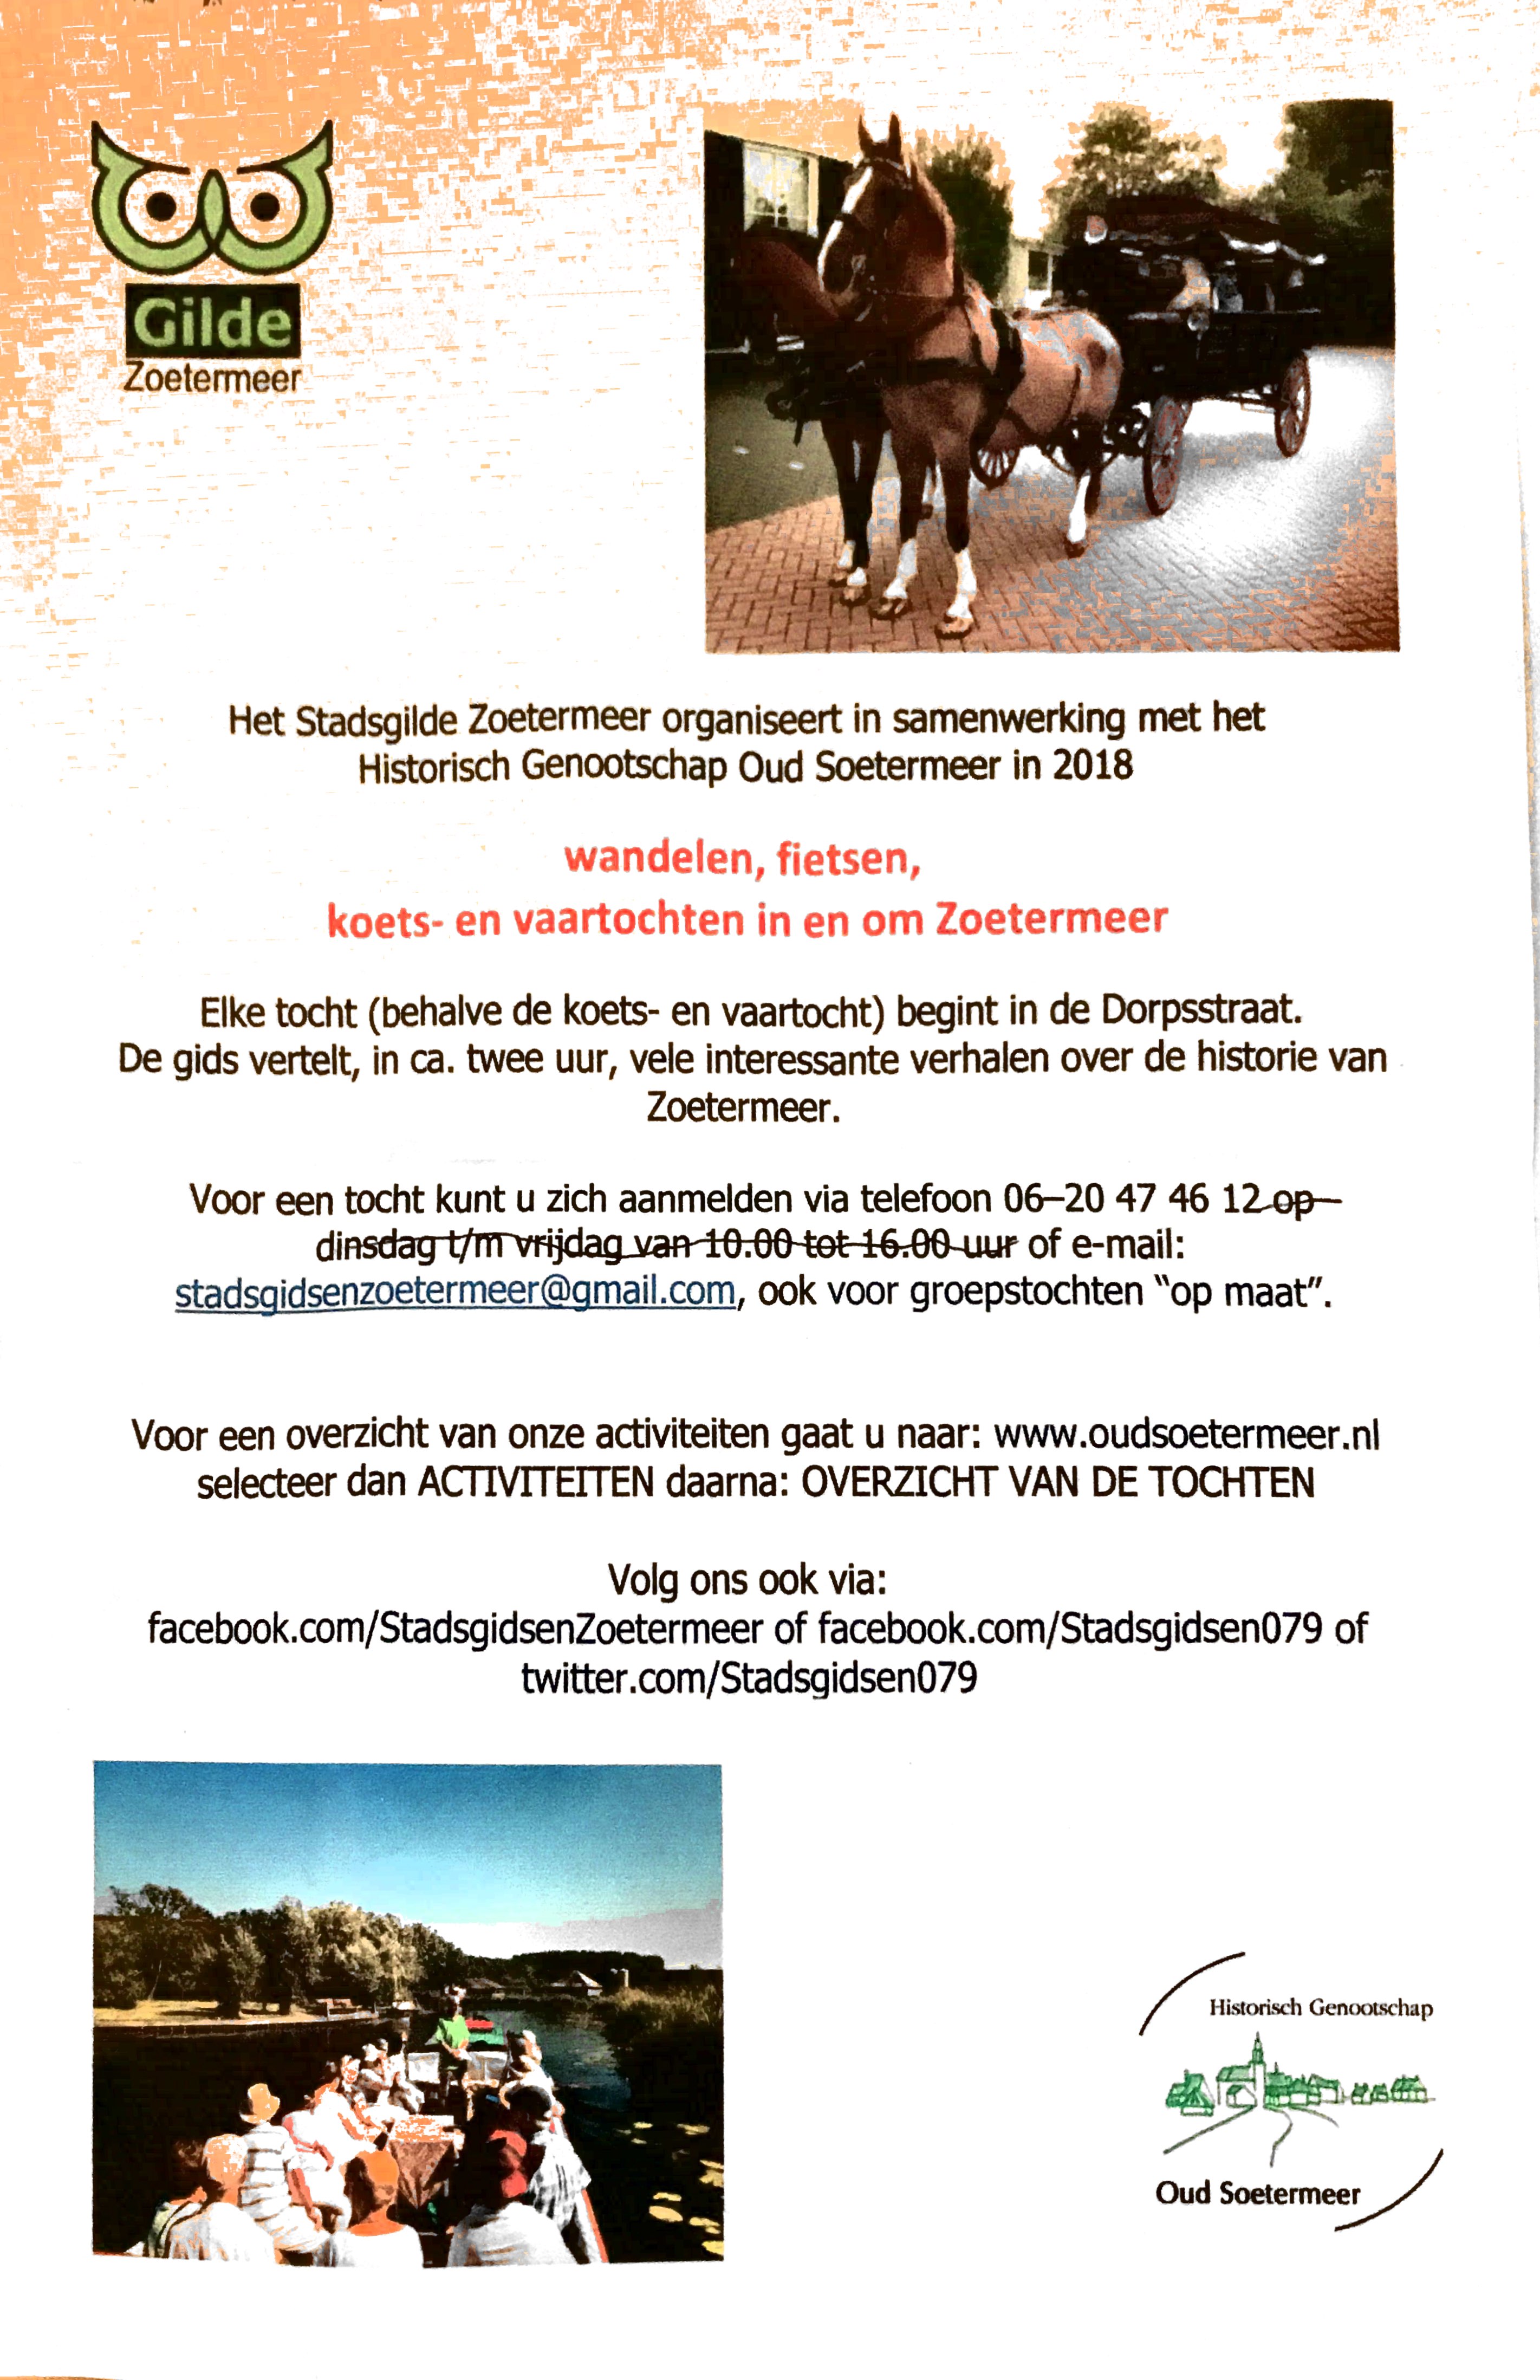 Gilde
Zoetermeer
Het Stadsgilde Zoetermeer organiseert in samenwerking met het
Historisch Genootschap Oud Soetermeer in 2018
wandelen, fietsen,
koets- en vaartochten in en om Zoetermeer
Elke tocht (behalve de koets- en vaartocht) begint in de Dorpsstraat.
De gids vertelt, in ca. twee uur, vele interessante verhalen over de historie van
Zoetermeer.
Voor een tocht kunt u zich aanmelden via telefoon 06–20 47 46 12 op
dinsdag t/m vrijdag van 10.00 tot 16.00 uur of e-mail:
stadsgidsenzoetermeer@gmail.com, ook voor groepstochten "op maat".
Voor een overzicht van onze activiteiten gaat u naar: www.oudsoetermeer.nl
selecteer dan ACTIVITEITEN daarna: OVERZICHT VAN DE TOCHTEN
Volg ons ook via:
facebook.com/StadsgidsenZoetermeer of facebook.com/Stadsgidsen079 of
twitter.com/Stadsgidsen079
Historisch Genootschap
Oud Soetermeer